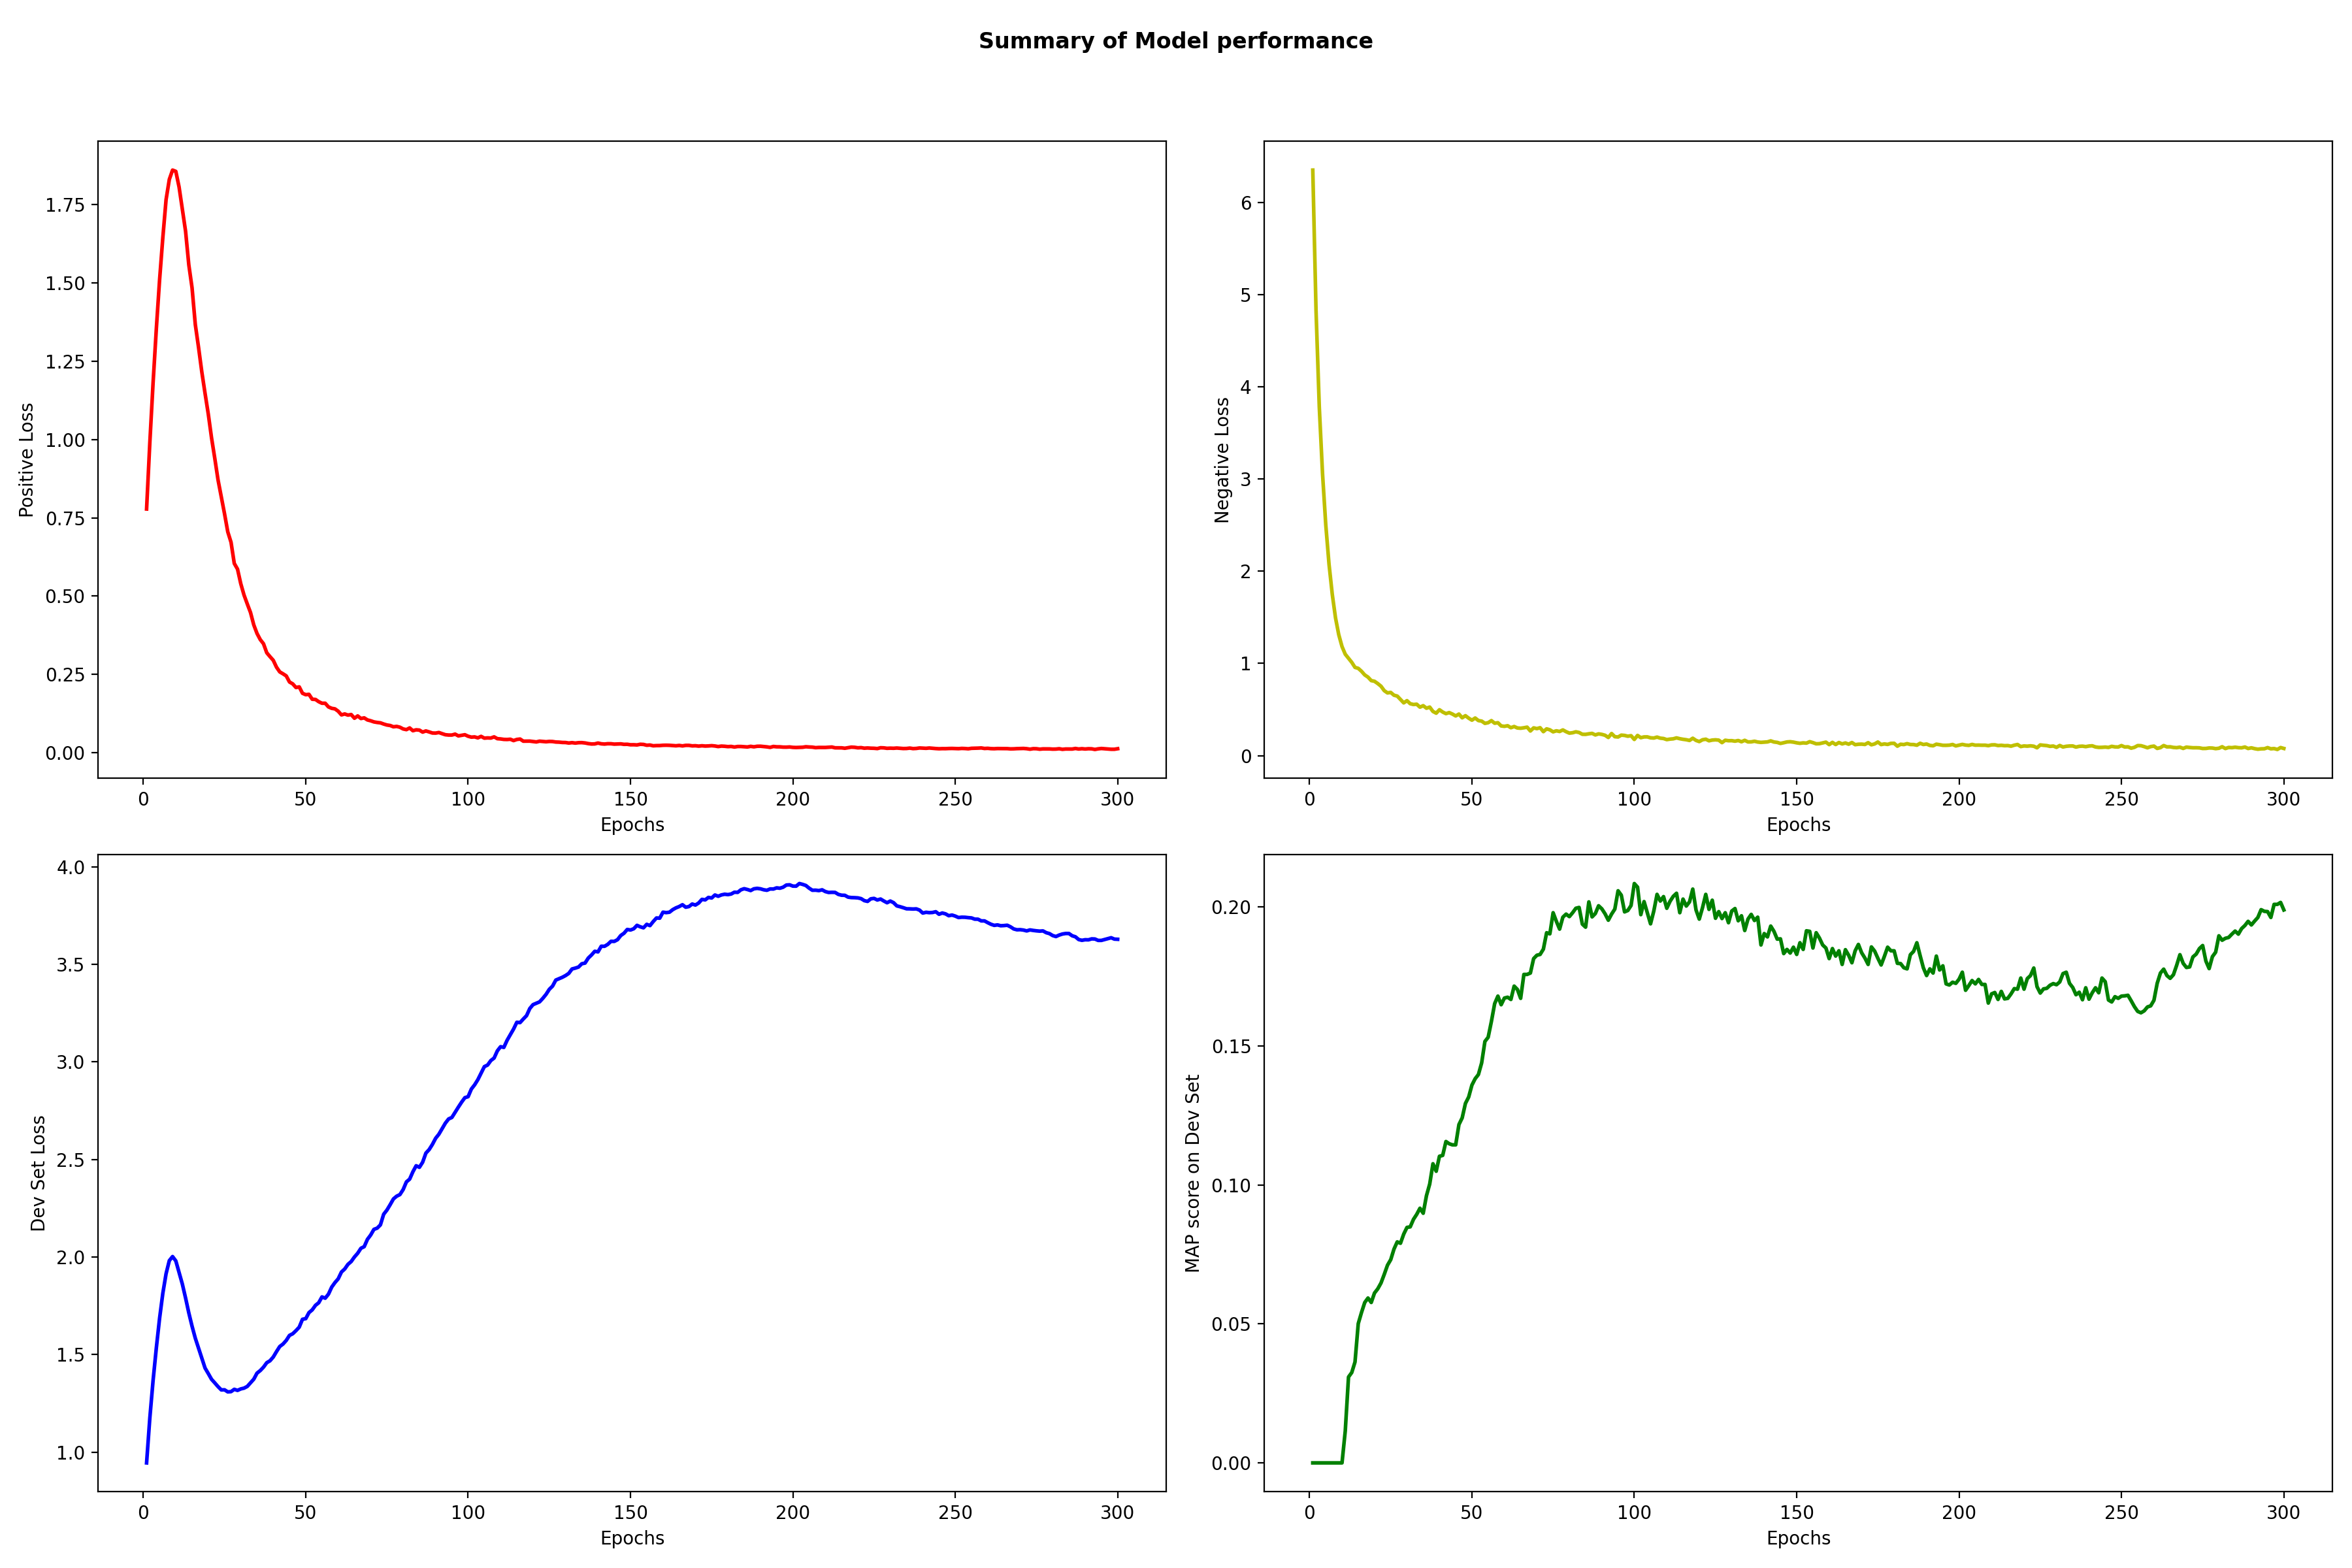 Summary of Model performance
Positive Loss
1.75
1.50
1.25
1.00
0.75
0.50
0.25
0.00
0 50 100 150 200 250 300
Epochs
Negative Loss
6
5
4
3
2
1
0
0 50 100 150 200 250 300
Epochs
Dev Set Loss
4.0
3.5
3.0
2.5
2.0
1.5
1.0
0 50 100 150 200 250 300
Epochs
MAP score on Dev Set
0.20
0.15
0.10
0.05
0.00
0 50 100 150 200 250 300
Epochs